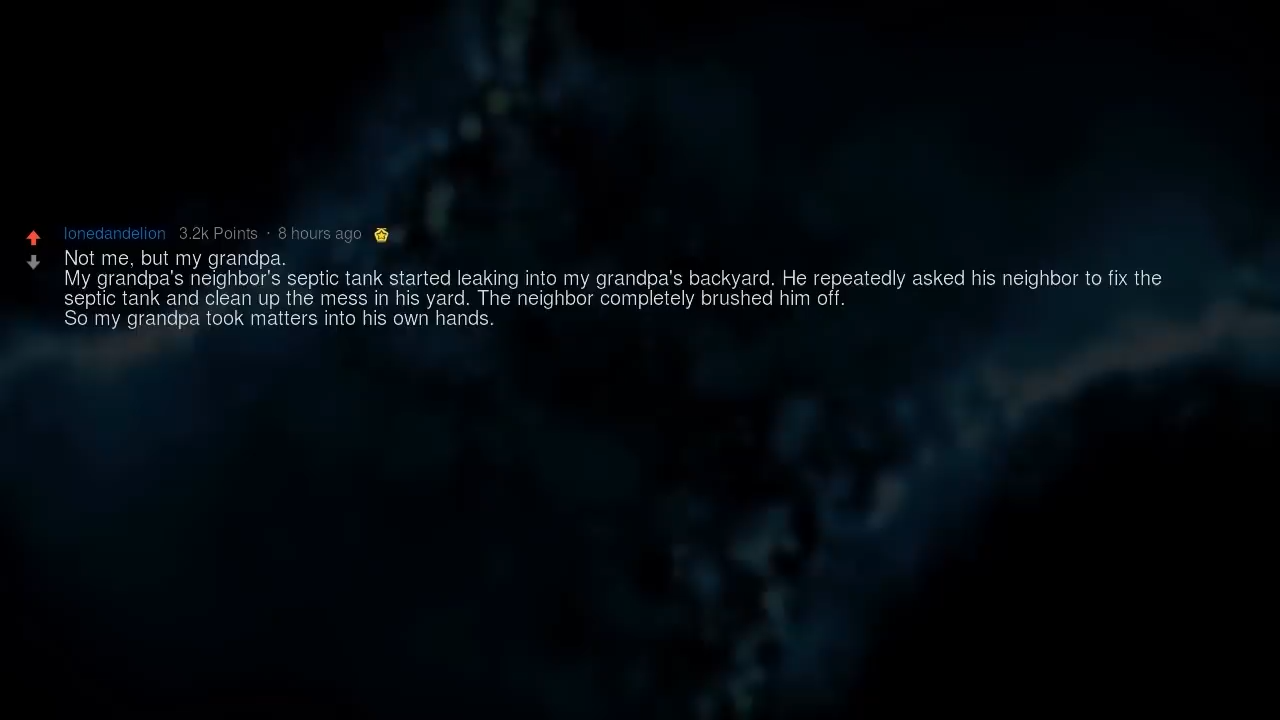 lonedandelion 3.2k Points · 8 hours ago
Not me, but my grandpa.
My grandpa's neighbor's septic tank started leaking into my grandpa's backyard. He repeatedly asked his neighbor to fix the
septic tank and clean up the mess in his yard. The neighbor completely brushed him off.
So my grandpa took matters into his own hands.